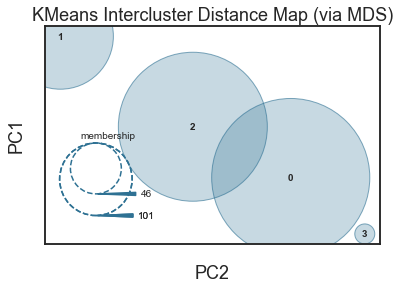 KMeans Intercluster Distance Map (via MDS)
1
2
membership
PC1
0
46
101
3
PC2